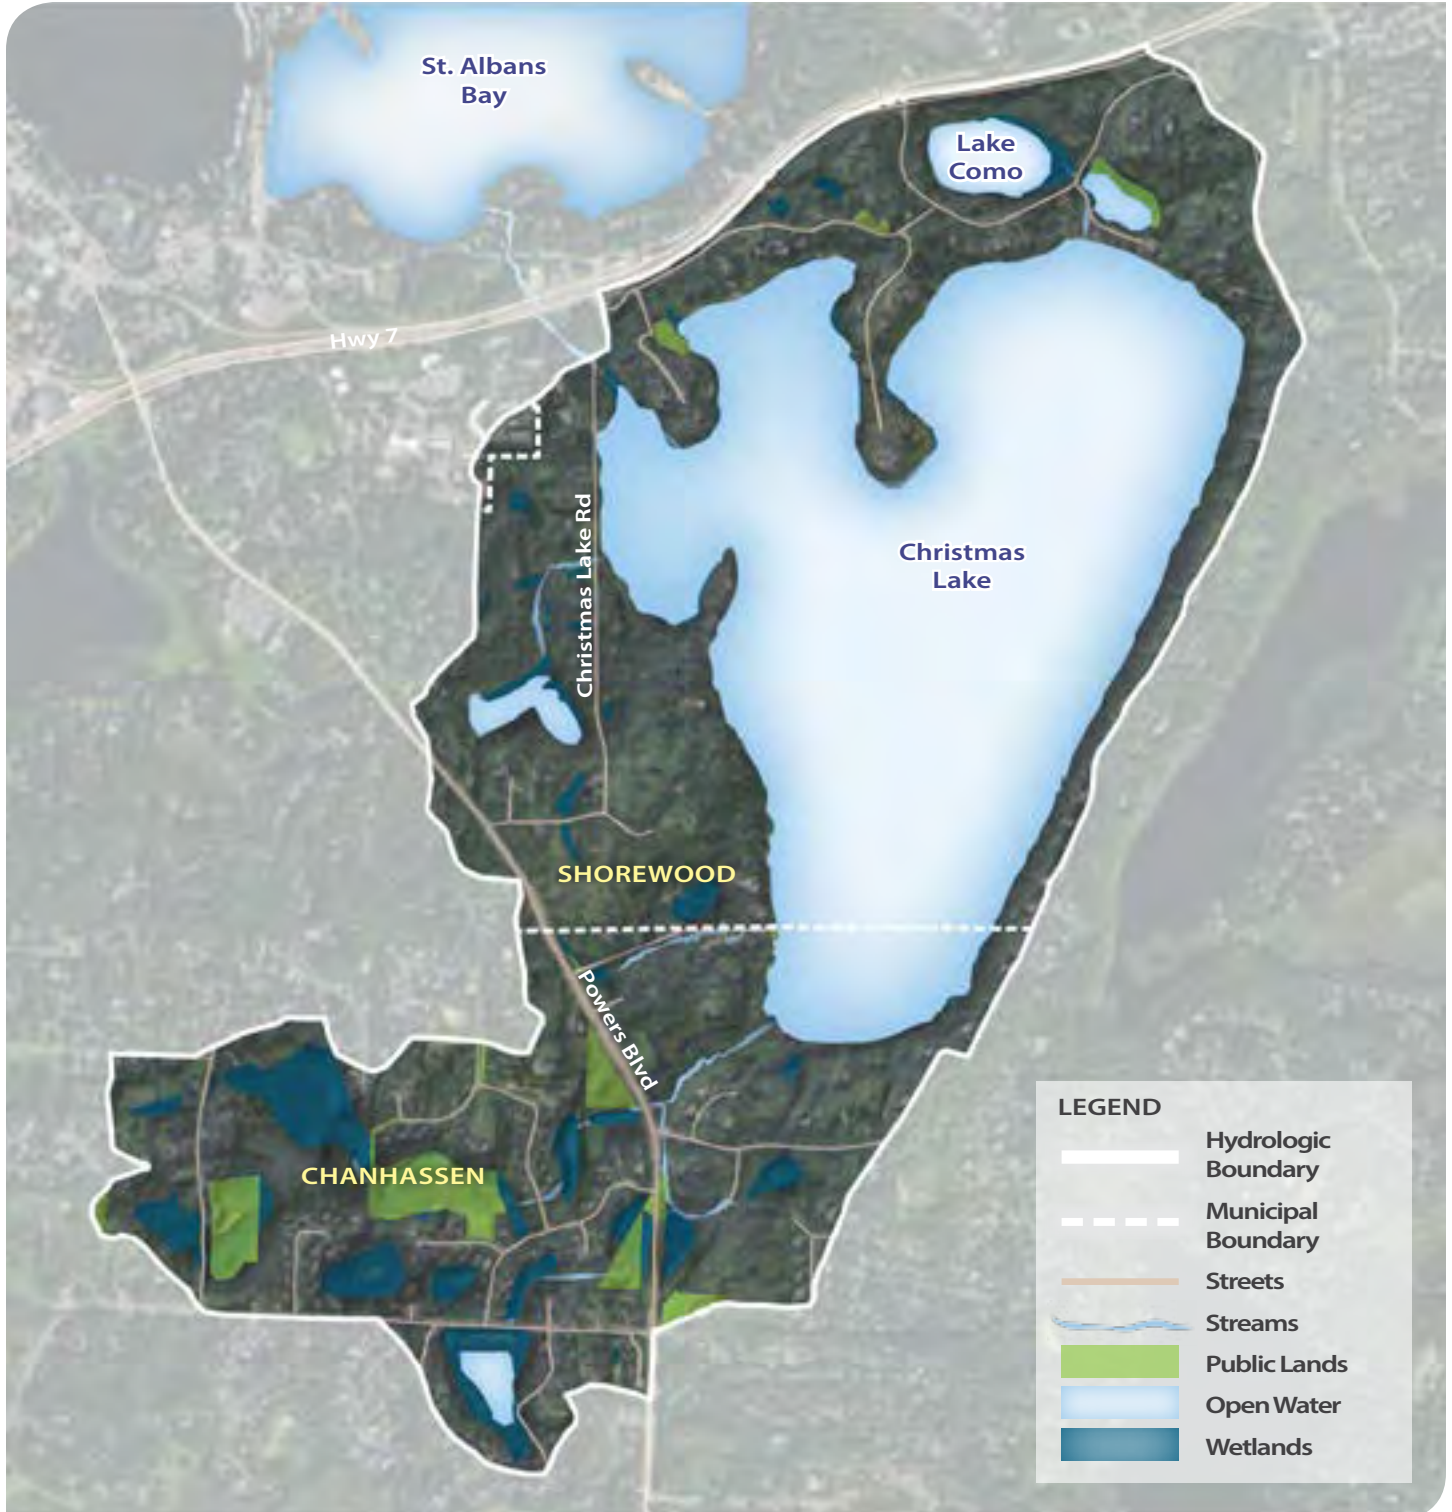 St. Albans
Bay
Lake
Como
Hwy 7
Christmas Lake Rd
Christmas
Lake
SHOREWOOD
Powers Blvd
CHANHASSEN
LEGEND
Hydrologic
Boundary
Municipal
Boundary
Streets
Streams
Public Lands
Open Water
Wetlands